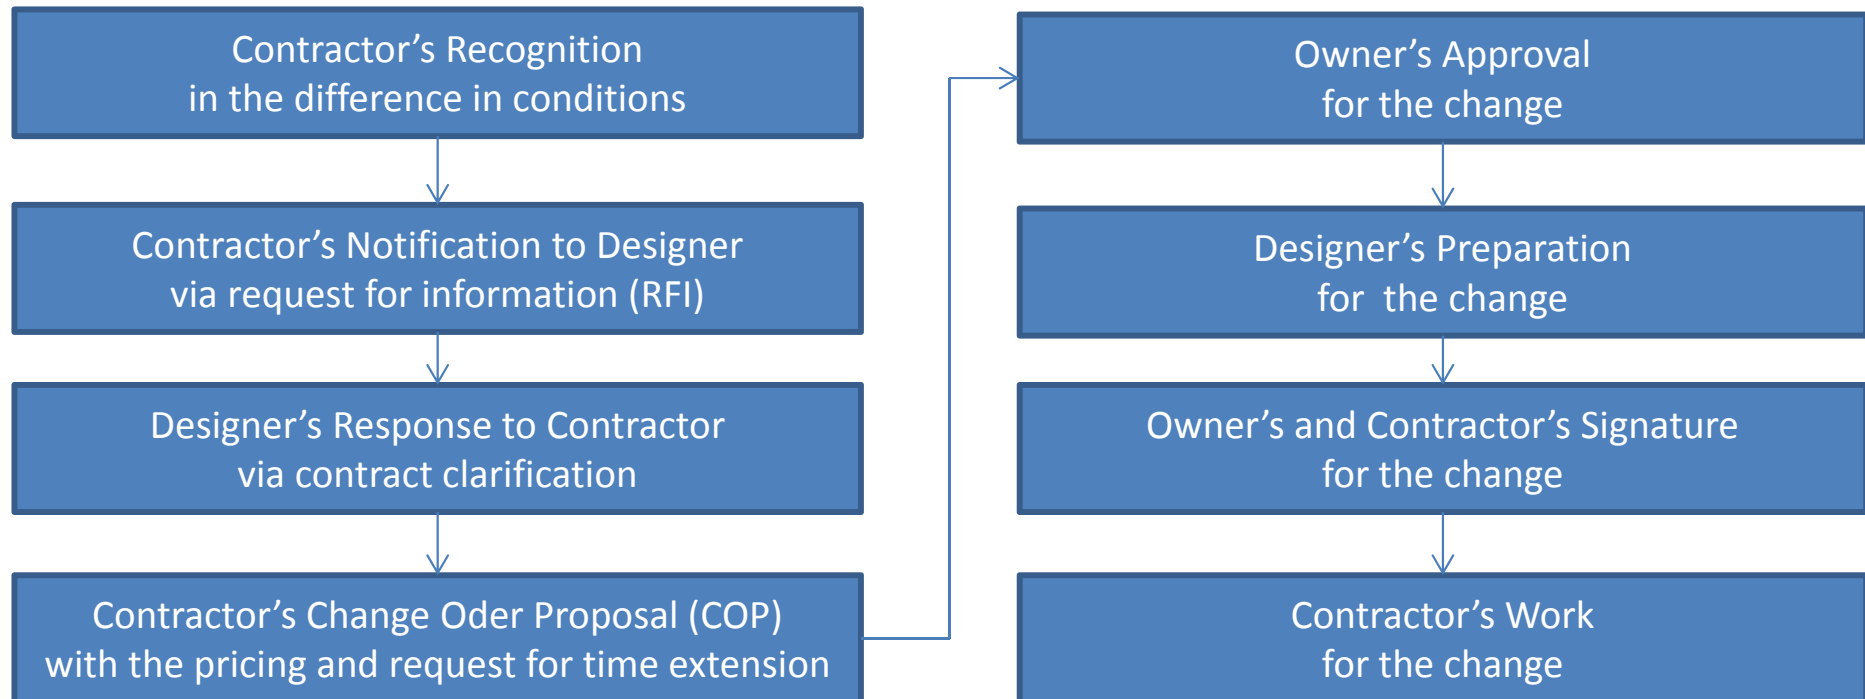 Contractor’s Recognition
in the difference in conditions
Contractor’s Notification to Designer
via request for information (RFI)
Designer’s Response to Contractor
via contract clarification
Contractor’s Change Oder Proposal (COP)
with the pricing and request for time extension
Owner’s Approval
for the change
Designer’s Preparation
for  the change
Owner’s and Contractor’s Signature
for the change
Contractor’s Work
for the change